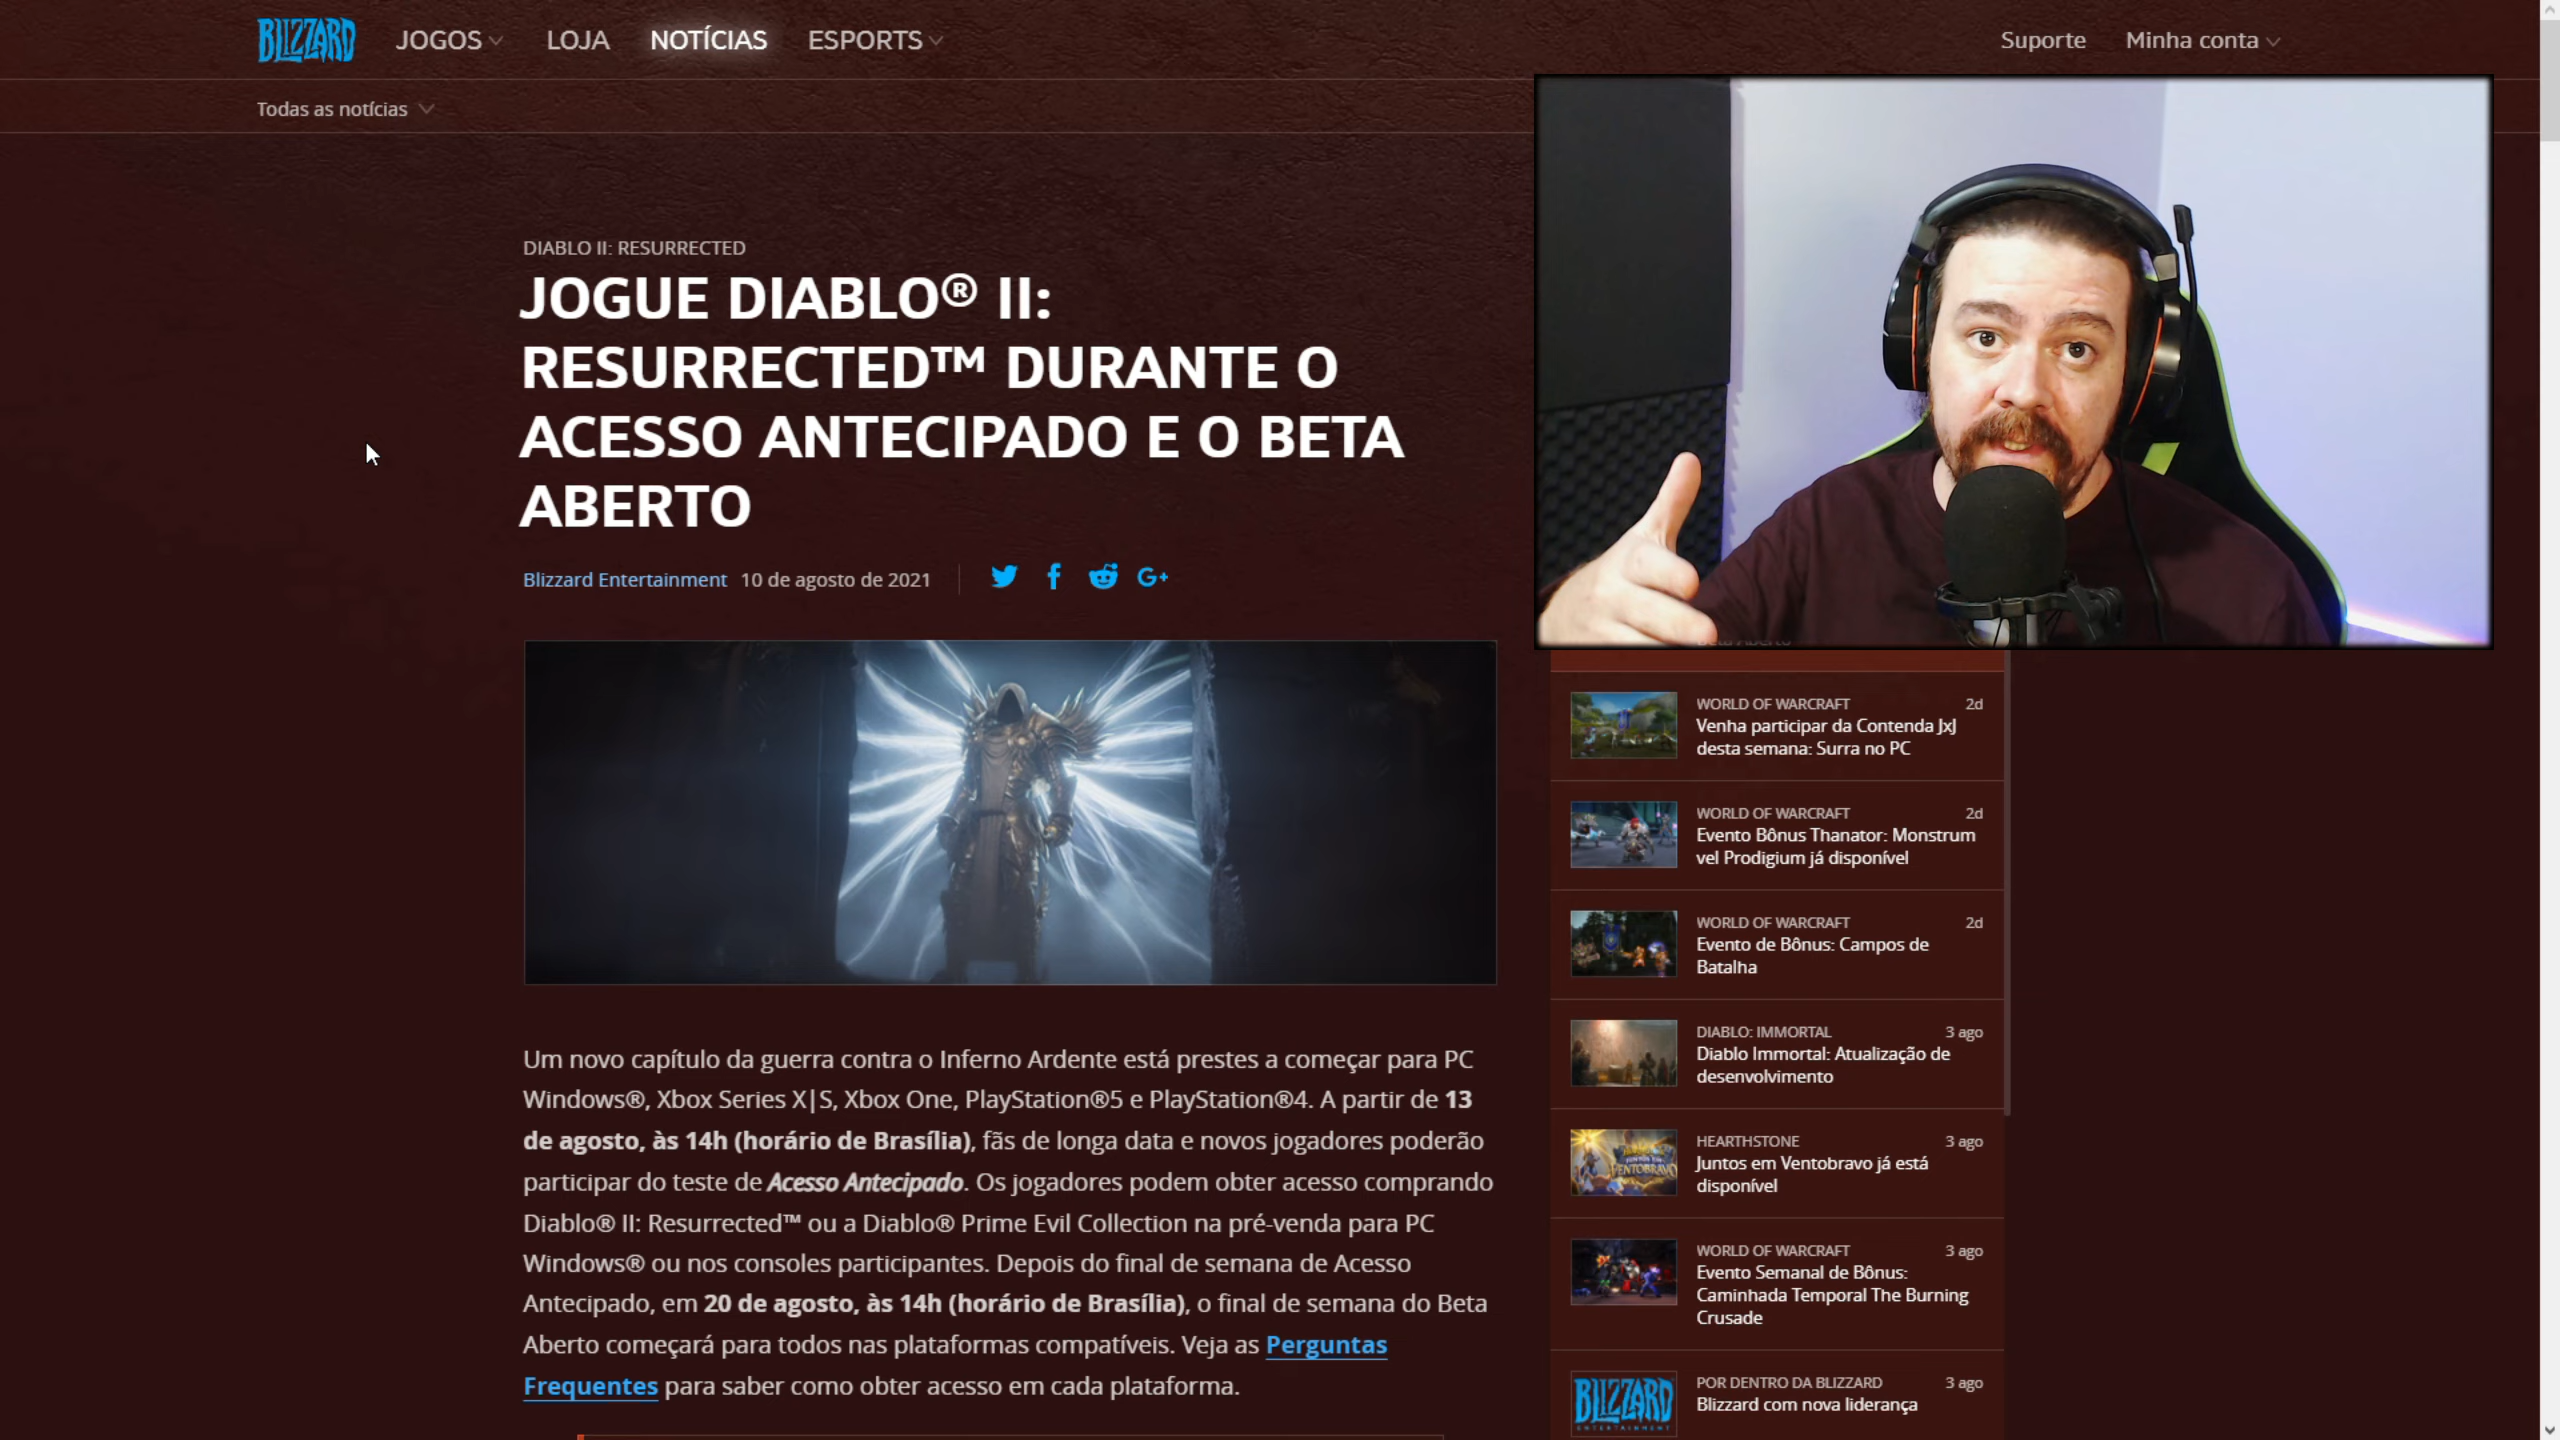 BLIZZARD
JOGOS
LOJA
NOTÍCIAS
ESPORTS
Suporte
Minha conta
Todas as notícias
DIABLO II: RESURRECTED
JOGUE DIABLO® II:
RESURRECTED™ DURANTE O
ACESSO ANTECIPADO E O BETA
ABERTO
Blizzard Entertainment 10 de agosto de 2021
G+
Um novo capítulo da guerra contra o Inferno Ardente está prestes a começar para PC
Windows®, Xbox Series X|S, Xbox One, PlayStation®5 e PlayStation®4. A partir de 13
de agosto, às 14h (horário de Brasília), fãs de longa data e novos jogadores poderão
participar do teste de Acesso Antecipado. Os jogadores podem obter acesso comprando
Diablo® II: Resurrected™ ou a Diablo® Prime Evil Collection na pré-venda para PC
Windows® ou nos consoles participantes. Depois do final de semana de Acesso
Antecipado, em 20 de agosto, às 14h (horário de Brasília), o final de semana do Beta
Aberto começará para todos nas plataformas compatíveis. Veja as Perguntas
Frequentes para saber como obter acesso em cada plataforma.
WORLD OF WARCRAFT 2d
Venha participar da Contenda JxJ
desta semana: Surra no PC
WORLD OF WARCRAFT 2d
Evento Bônus Thanator: Monstrum
vel Prodigium já disponível
WORLD OF WARCRAFT 2d
Evento de Bônus: Campos de
Batalha
DIABLO: IMMORTAL 3 ago
Diablo Immortal: Atualização de
desenvolvimento
HEARTHSTONE 3 ago
Juntos em Ventobravo já está
disponível
WORLD OF WARCRAFT 3 ago
Evento Semanal de Bônus:
Caminhada Temporal The Burning
Crusade
BLIZZARD
ENTERTAINMENT
POR DENTRO DA BLIZZARD 3 ago
Blizzard com nova liderança